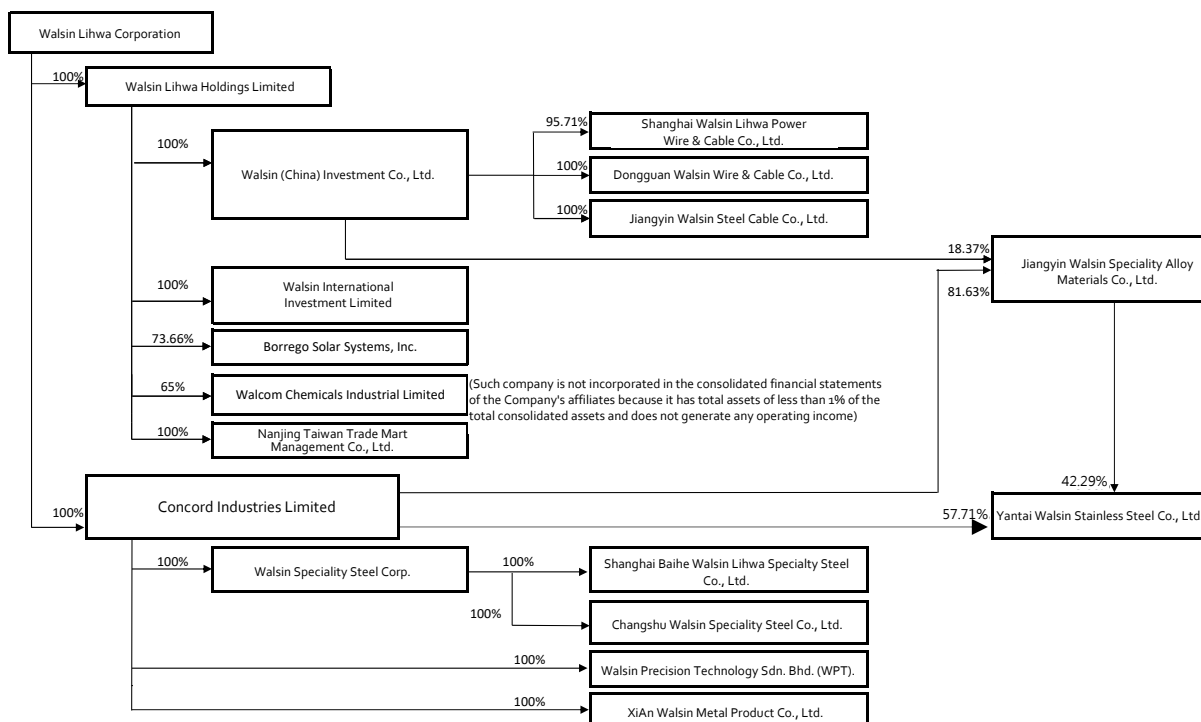 Walsin Lihwa Corporation
100%
Walsin Lihwa Holdings Limited
100%
Walsin (China) Investment Co., Ltd.
95.71%
Shanghai Walsin Lihwa Power
Wire & Cable Co., Ltd.
100%
Dongguan Walsin Wire & Cable Co., Ltd.
100%
Jiangyin Walsin Steel Cable Co., Ltd.
18.37%
81.63%
Jiangyin Walsin Speciality Alloy
Materials Co., Ltd.
100%
Walsin International
Investment Limited
73.66%
Borrego Solar Systems, Inc.
65%
Walcom Chemicals Industrial Limited
(Such company is not incorporated in the consolidated financial statements
of the Company's affiliates because it has total assets of less than 1% of the
total consolidated assets and does not generate any operating income)
100%
Nanjing Taiwan Trade Mart
Management Co., Ltd.
100%
Concord Industries Limited
42.29%
57.71%
Yantai Walsin Stainless Steel Co., Ltd
100%
Walsin Speciality Steel Corp.
100%
Shanghai Baihe Walsin Lihwa Specialty Steel
Co., Ltd.
100%
Changshu Walsin Speciality Steel Co., Ltd.
100%
Walsin Precision Technology Sdn. Bhd. (WPT).
100%
XiAn Walsin Metal Product Co., Ltd.